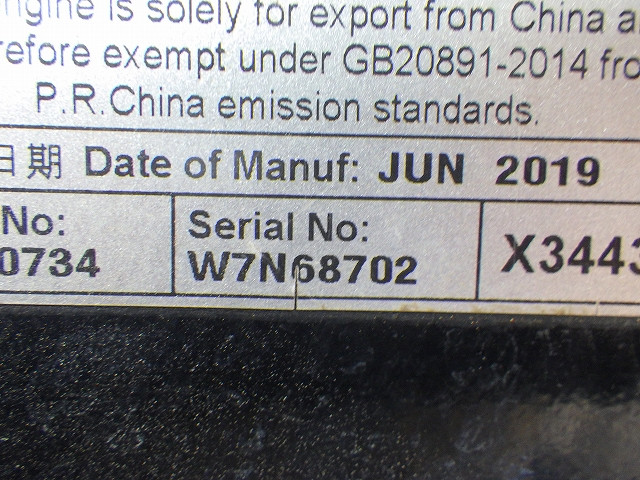 ngine is solely for export from China a
refore exempt under GB20891-2014 fro
P.R.China emission standards.
日期 Date of Manuf: JUN 2019
No:
0734
Serial No:
W7N68702
X3443